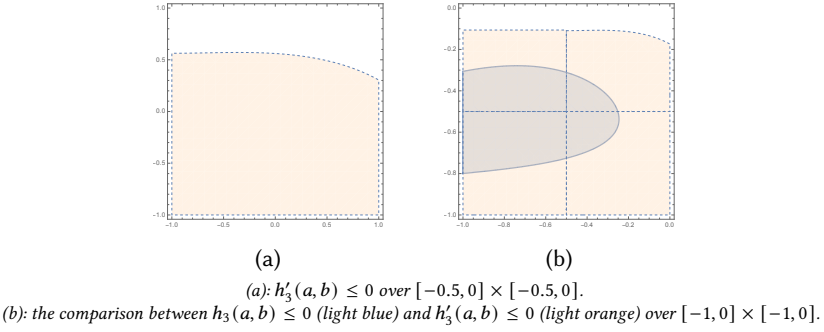 1.0
0.5
0.0
−0.5
−1.0
−1.0 −0.5 0.0 0.5 1.0
0.0
−0.2
−0.4
−0.6
−0.8
−1.0
−1.0 −0.8 −0.6 −0.4 −0.2 0.0
(a) (b)
(a): h′₃(a, b) ≤ 0 over [−0.5, 0] × [−0.5, 0].
(b): the comparison between h₃(a, b) ≤ 0 (light blue) and h′₃(a, b) ≤ 0 (light orange) over [−1, 0] × [−1, 0].